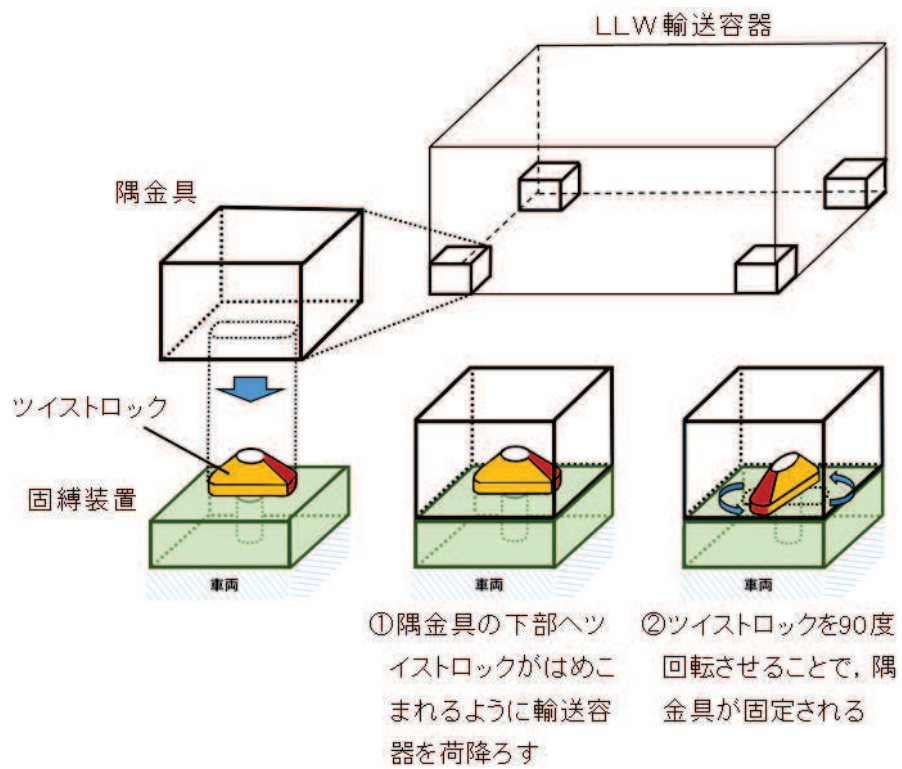 LLW輸送容器
隅金具
ツイストロック
固縛装置
車両
車両
車両
①隅金具の下部へツ
イストロックがはめこ
まれるように輸送容
器を荷降ろす
②ツイストロックを90度
回転させることで，隅
金具が固定される